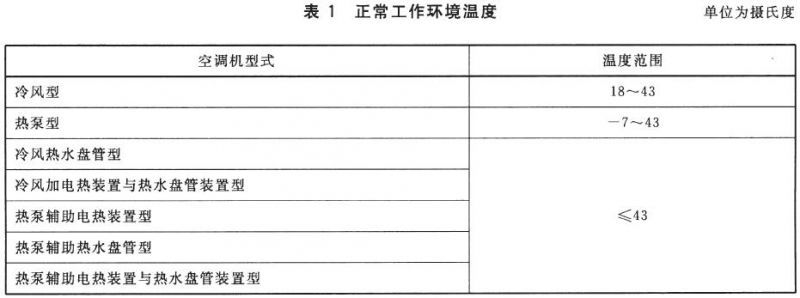 表 1 正常工作环境温度
单位为摄氏度
空调机型式 温度范围
冷风型 18～43
热泵型 －7～43
冷风热水盘管型
冷风加电热装置与热水盘管装置型
热泵辅助电热装置型 ≤43
热泵辅助热水盘管型
热泵辅助电热装置与热水盘管装置型